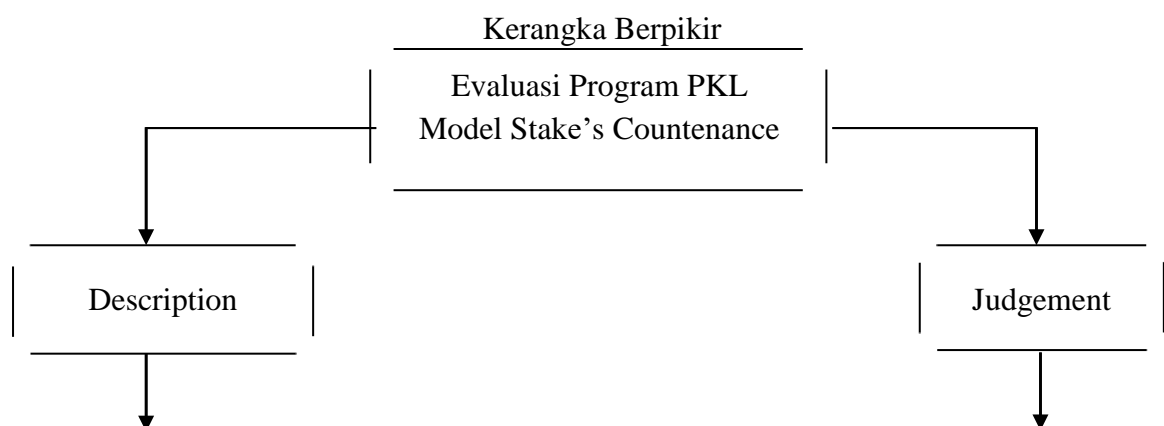 Kerangka Berpikir
Evaluasi Program PKL
Model Stake’s Countenance
Description
Judgement